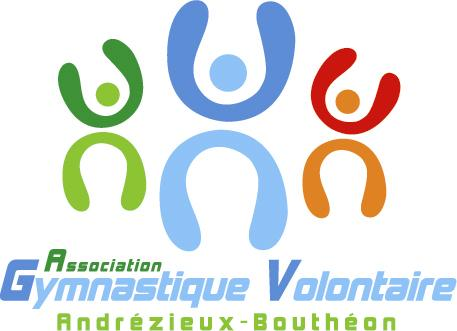 Association
Gymnastique Volontaire
Andrézieux-Bouthéon